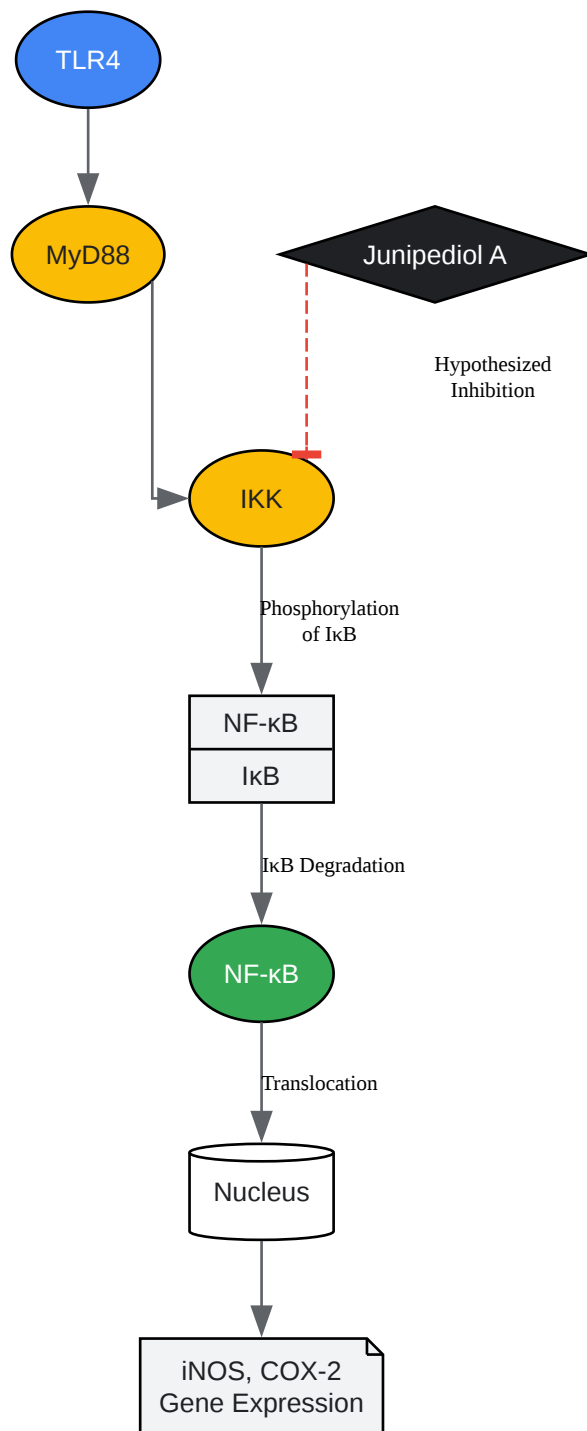 TLR4
MyD88
Junipediol A
Hypothesized
Inhibition
IKK
Phosphorylation
of IκB
NF-κB
IκB
IκB Degradation
NF-κB
Translocation
Nucleus
iNOS, COX-2
Gene Expression